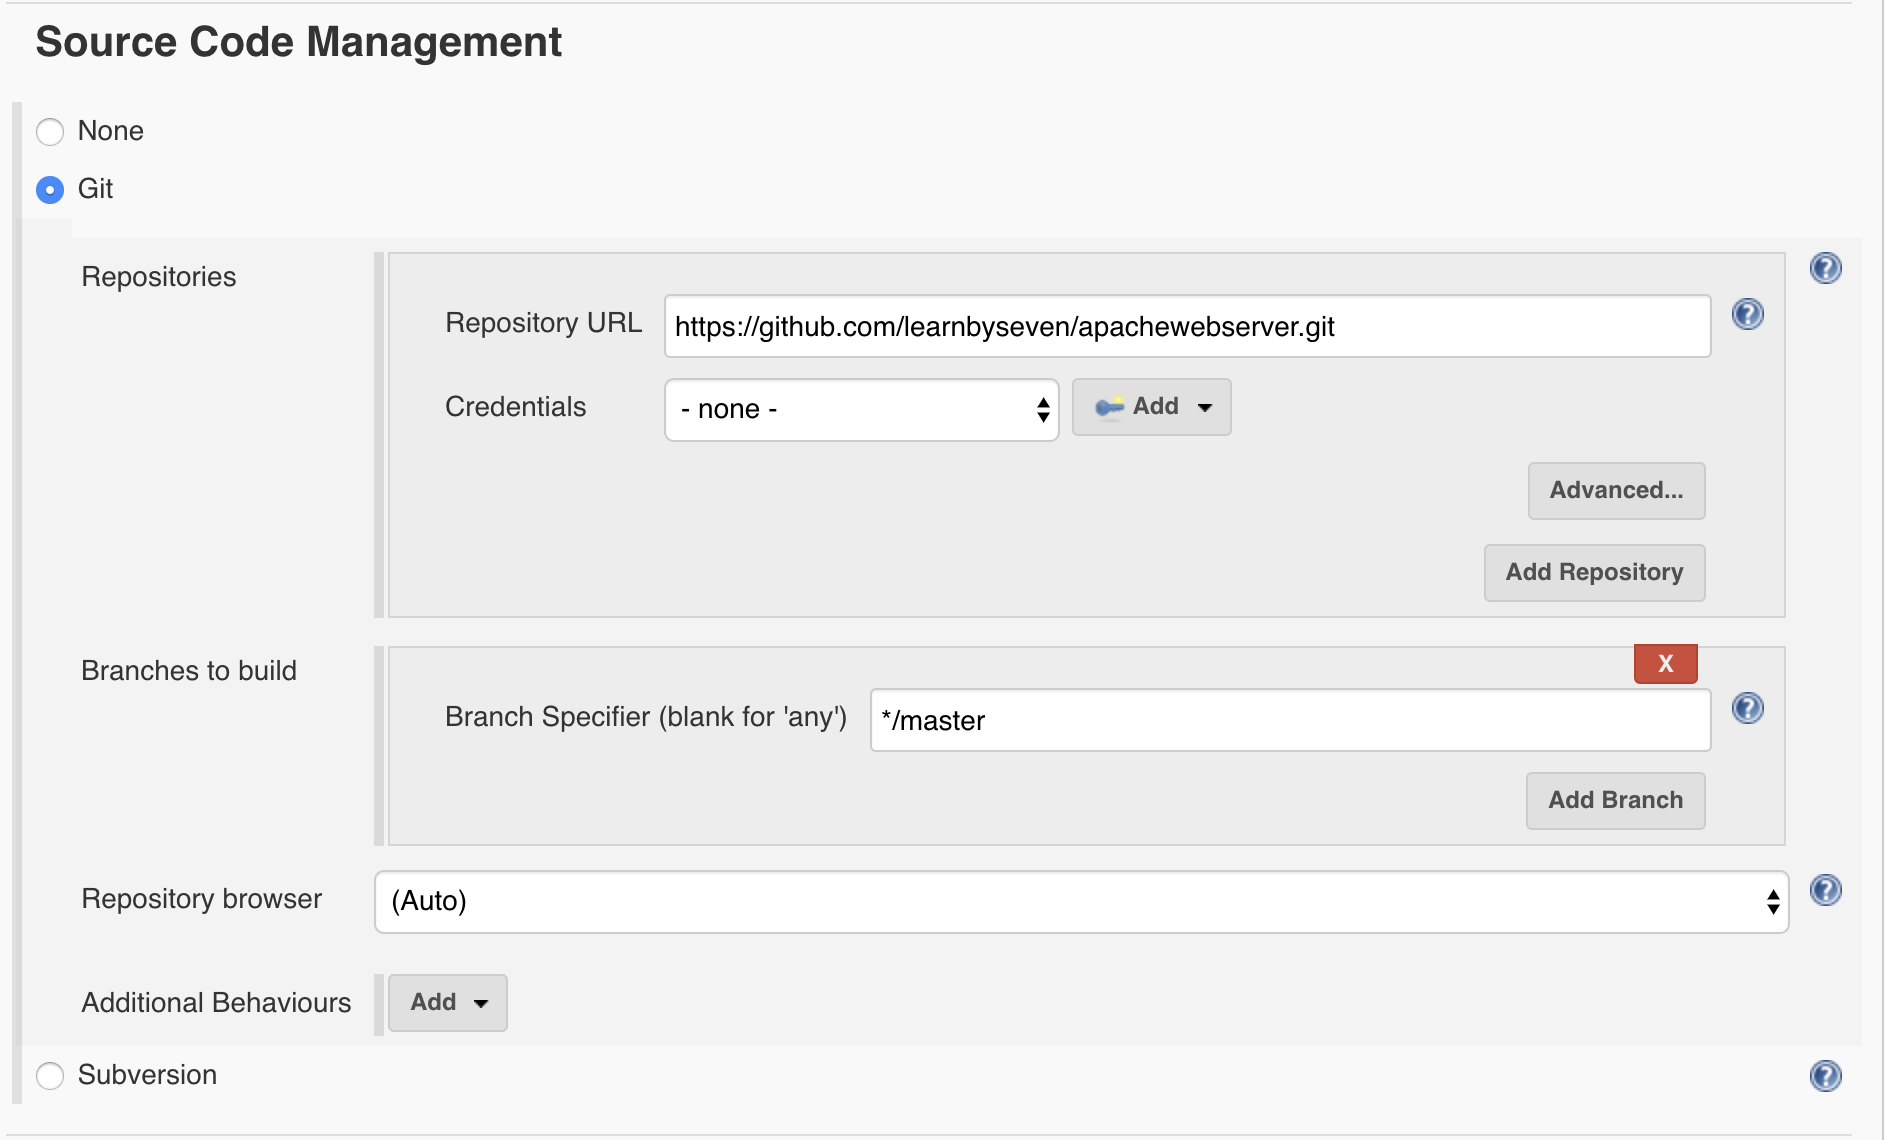 Source Code Management
None
Git
Repositories
Repository URL https://github.com/learnbyseven/apachewebserver.git
Credentials - none - Add
Advanced...
Add Repository
Branches to build
X
Branch Specifier (blank for 'any') */master
Add Branch
Repository browser (Auto)
Additional Behaviours Add
Subversion